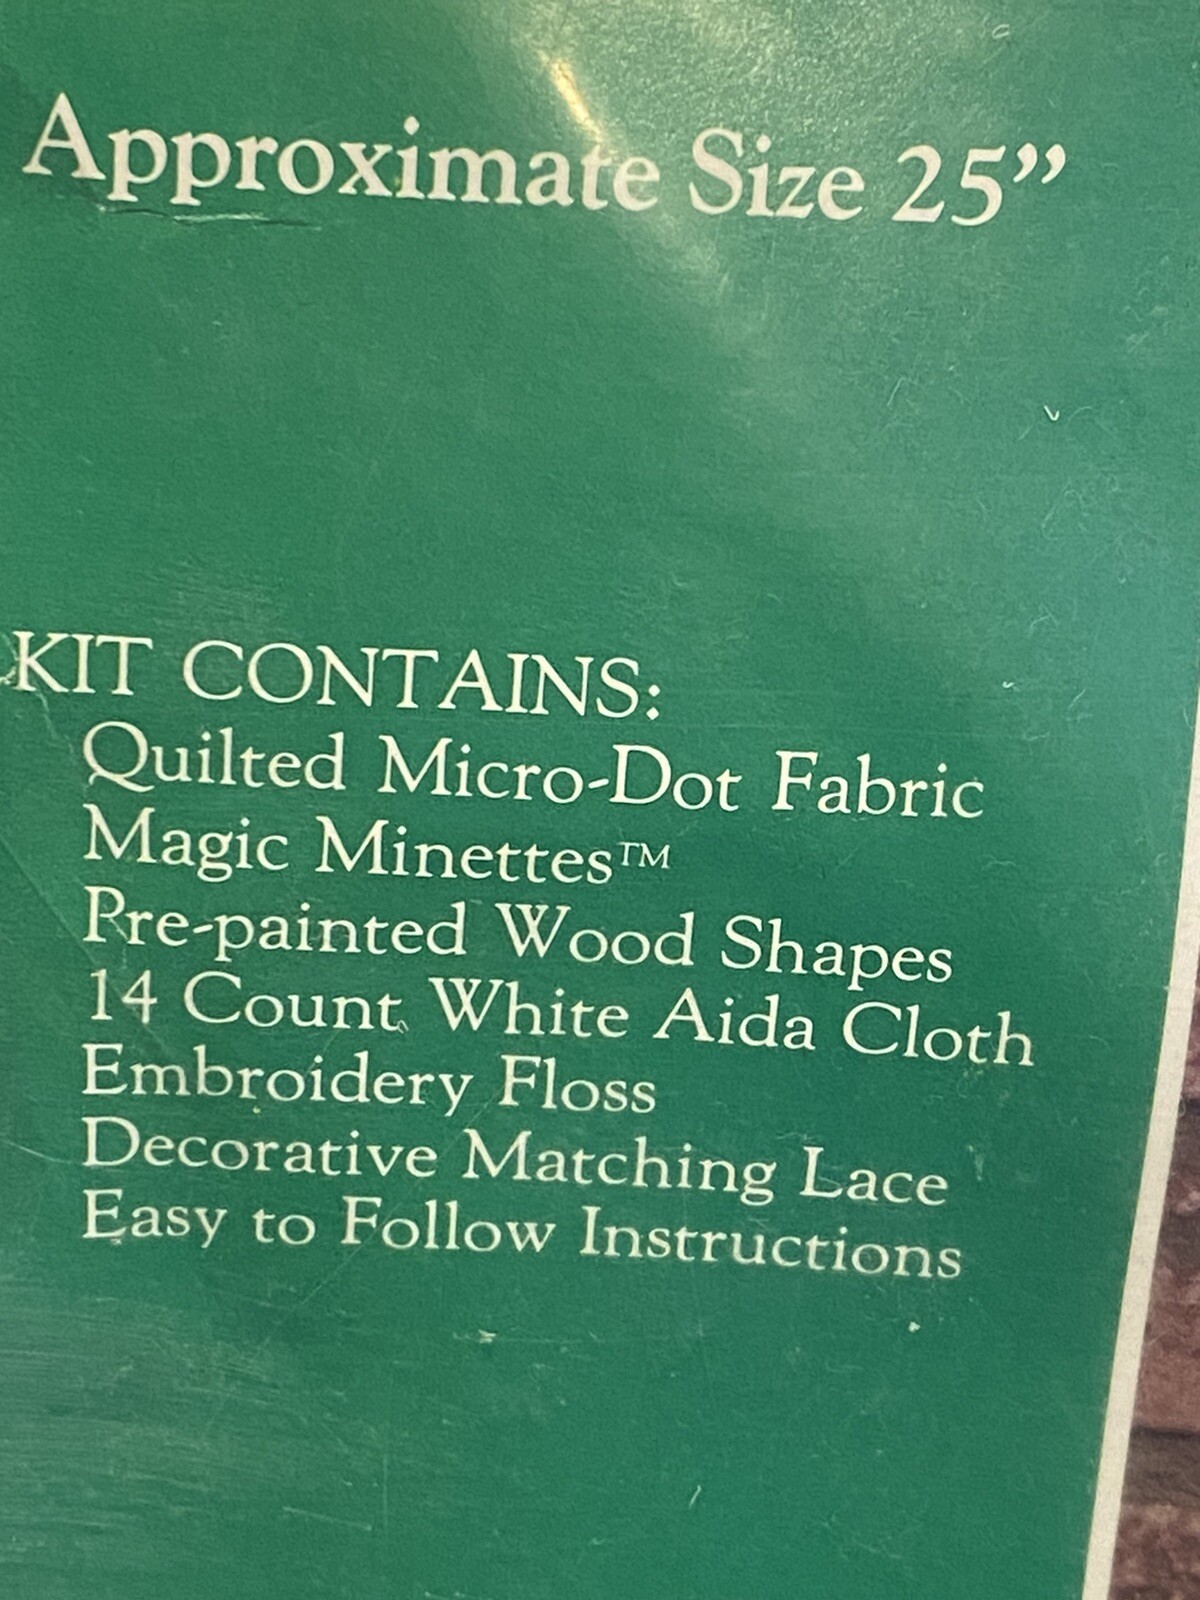 Approximate Size 25”
KIT CONTAINS:
Quilted Micro-Dot Fabric
Magic Minettes™
Pre-painted Wood Shapes
14 Count White Aida Cloth
Embroidery Floss
Decorative Matching Lace
Easy to Follow Instructions